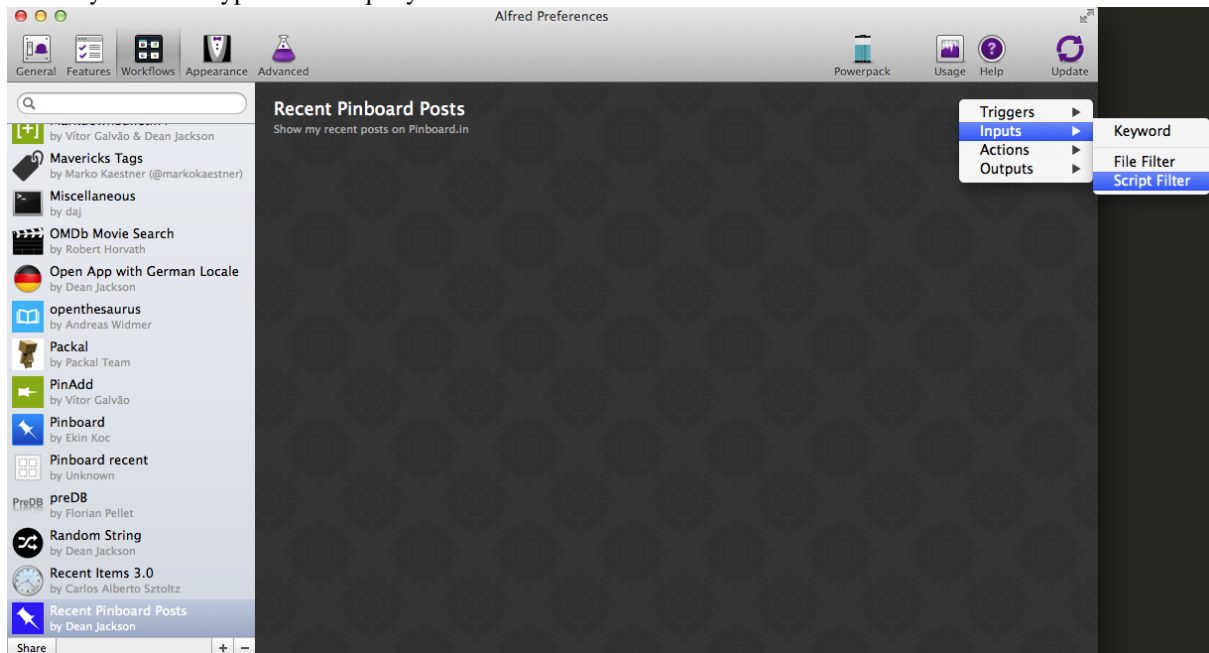 Alfred Preferences
General Features Workflows Appearance Advanced Powerpack Usage Help Update
Recent Pinboard Posts
Show my recent posts on Pinboard.in
Triggers
Inputs
Actions
Outputs
Keyword
File Filter
Script Filter
by Vítor Galvão & Dean Jackson
Mavericks Tags
by Marko Kaestner (@markokaestner)
Miscellaneous
by daj
OMDb Movie Search
by Robert Horvath
Open App with German Locale
by Dean Jackson
openthesaurus
by Andreas Widmer
Packal
by Packal Team
PinAdd
by Vítor Galvão
Pinboard
by Ekin Koc
Pinboard recent
by Unknown
PreDB
preDB
by Florian Pellet
Random String
by Dean Jackson
Recent Items 3.0
by Carlos Alberto Sztoltz
Recent Pinboard Posts
by Dean Jackson
Share + −